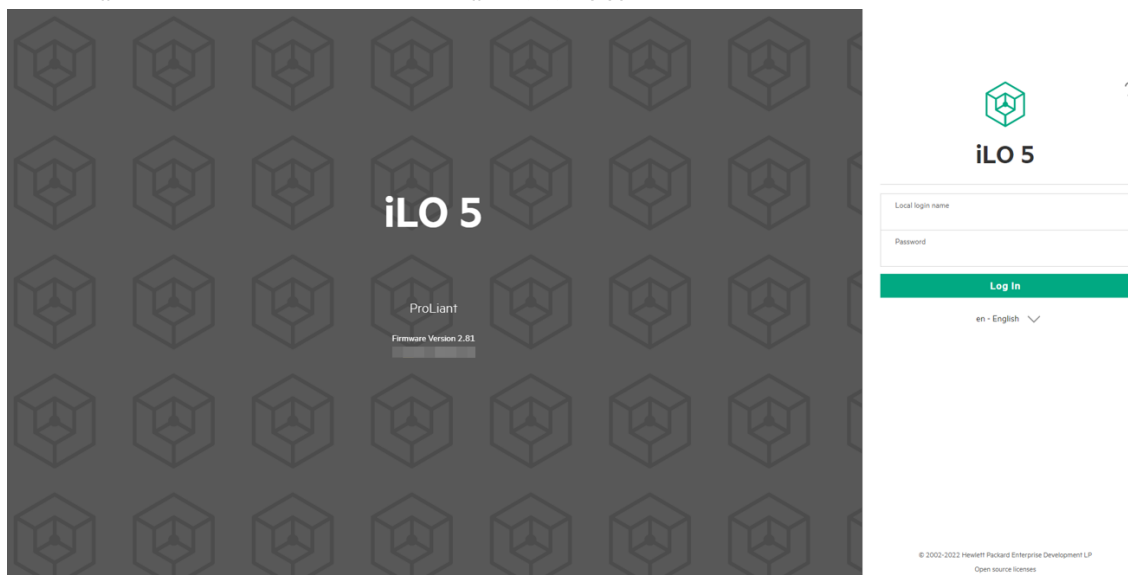 iLO 5
ProLiant
Firmware Version 2.81
iLO 5
Local login name
Password
Log In
en - English
© 2002-2022 Hewlett Packard Enterprise Development LP
Open source licenses